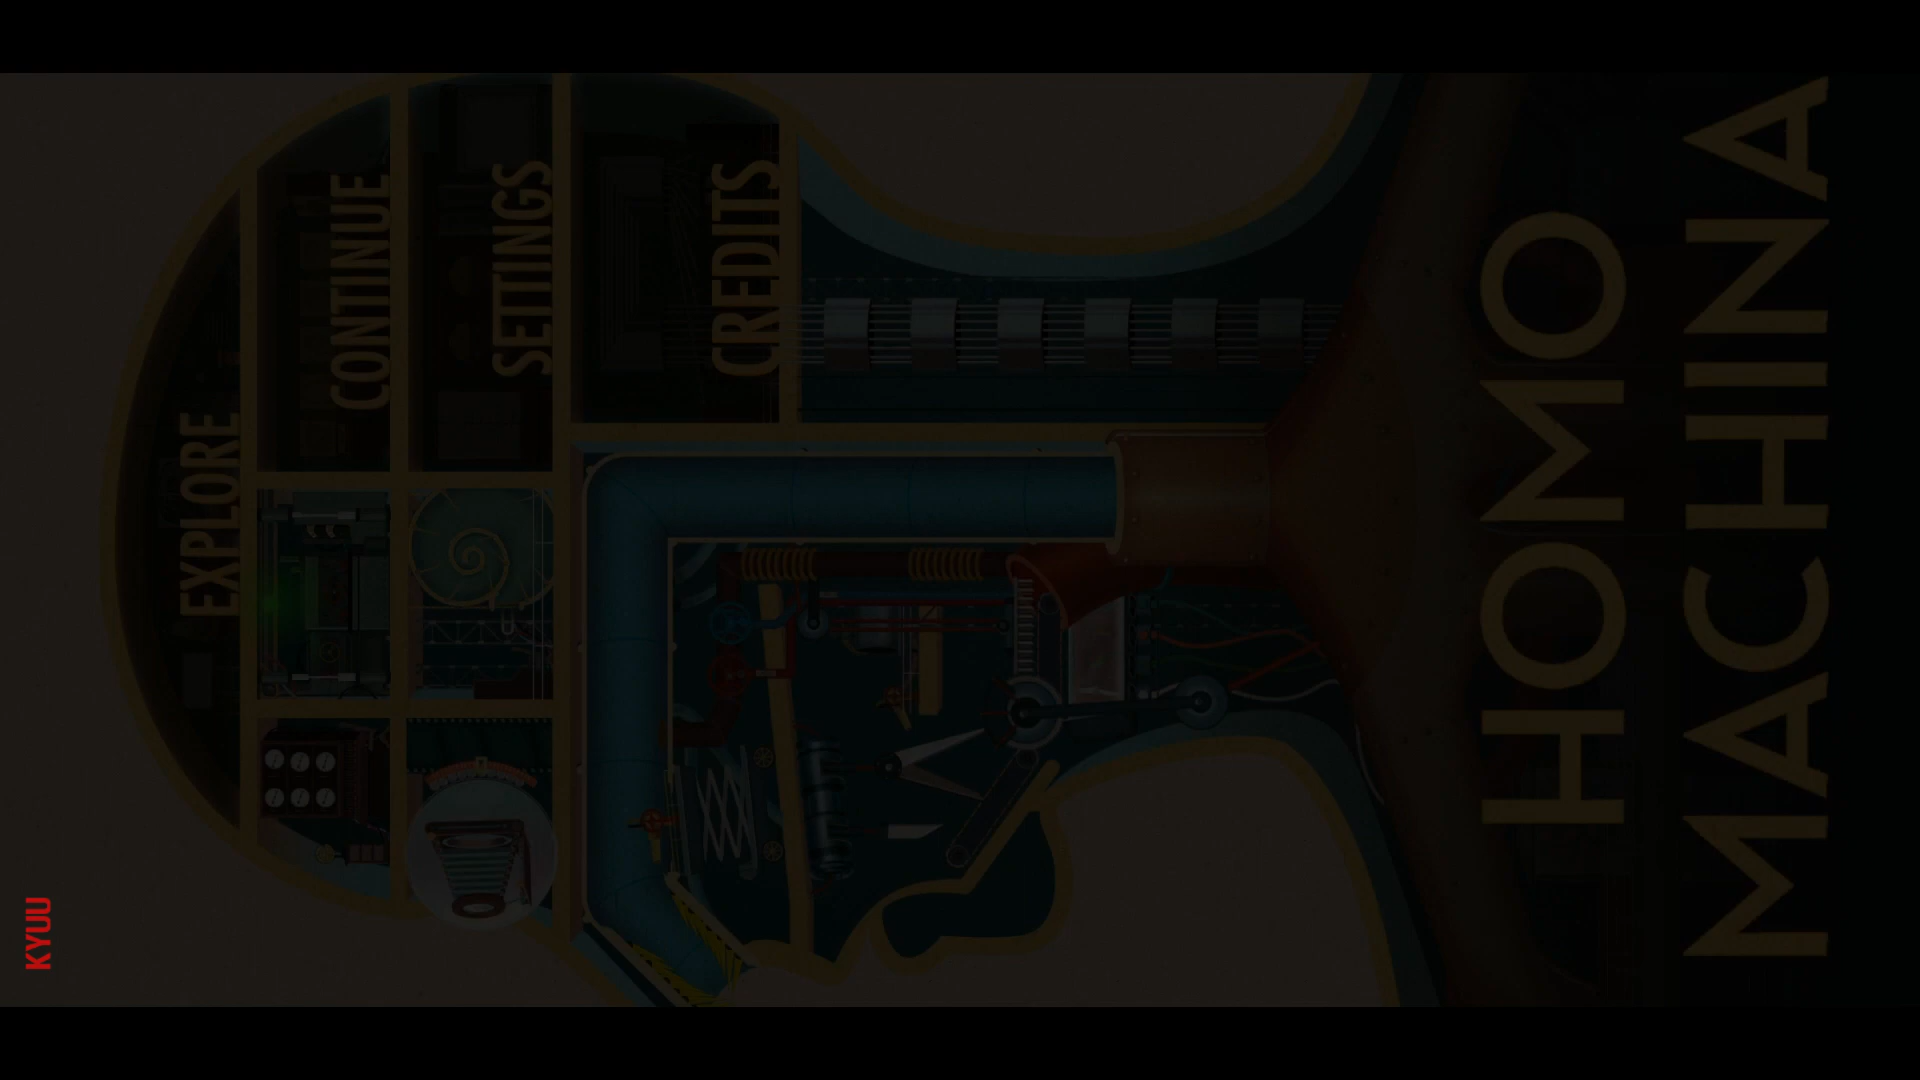 EXPLORE
CONTINUE
SETTINGS
CREDITS
HOMO
MACHINA
KYUU